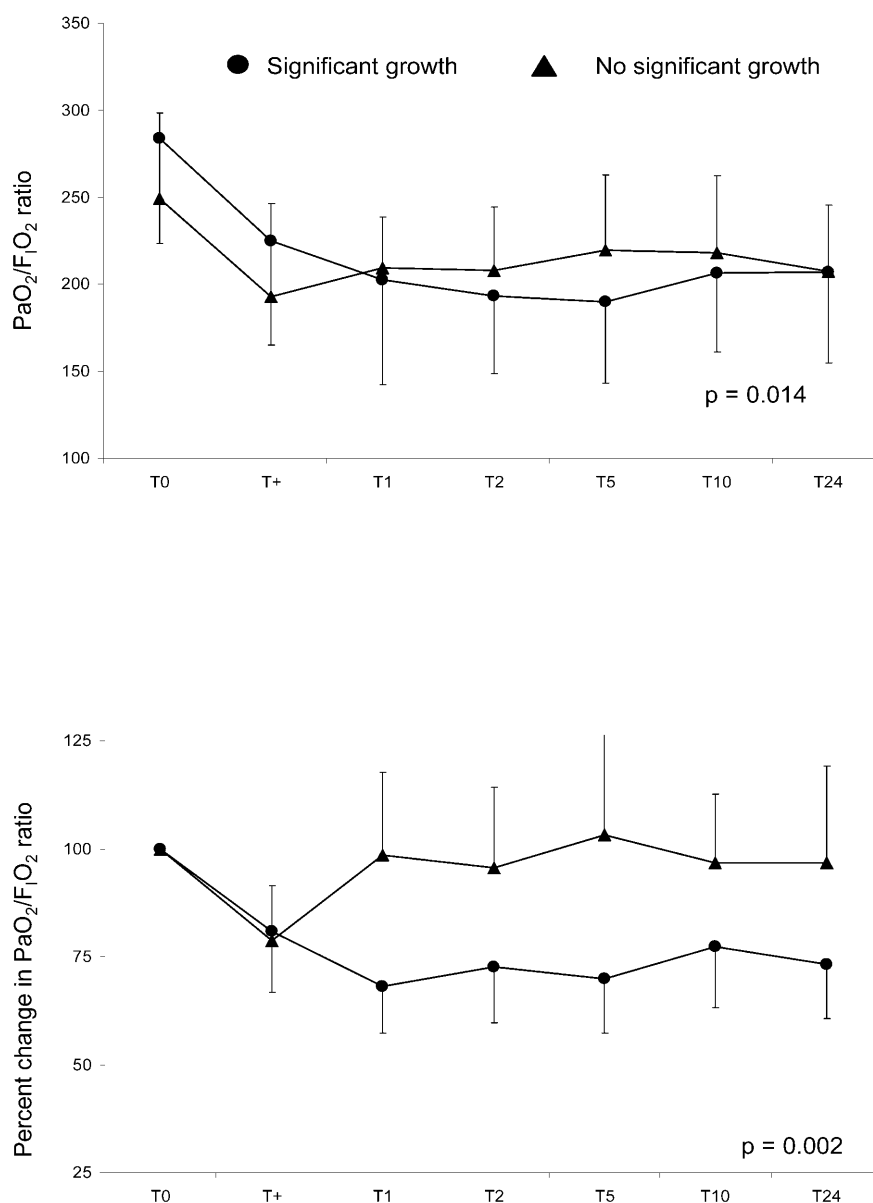 350
Significant growth No significant growth
300
250
200
150
100
PaO₂/FIO₂ ratio
p = 0.014
T0 T+ T1 T2 T5 T10 T24
125
100
75
50
25
Percent change in PaO₂/FIO₂ ratio
p = 0.002
T0 T+ T1 T2 T5 T10 T24